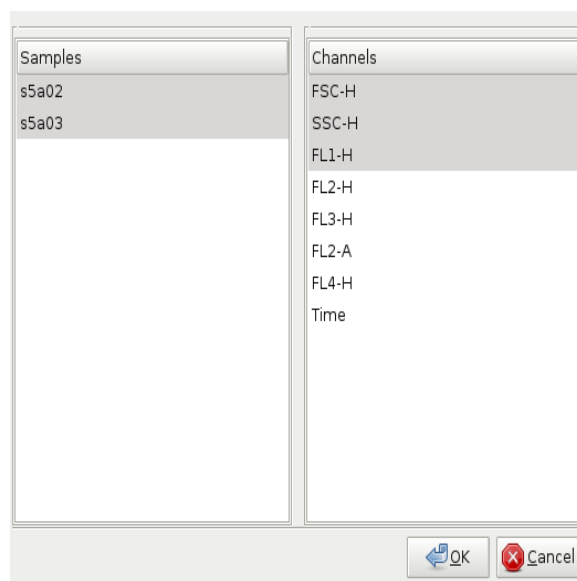 Samples
s5a02
s5a03
Channels
FSC-H
SSC-H
FL1-H
FL2-H
FL3-H
FL2-A
FL4-H
Time
OK
Cancel